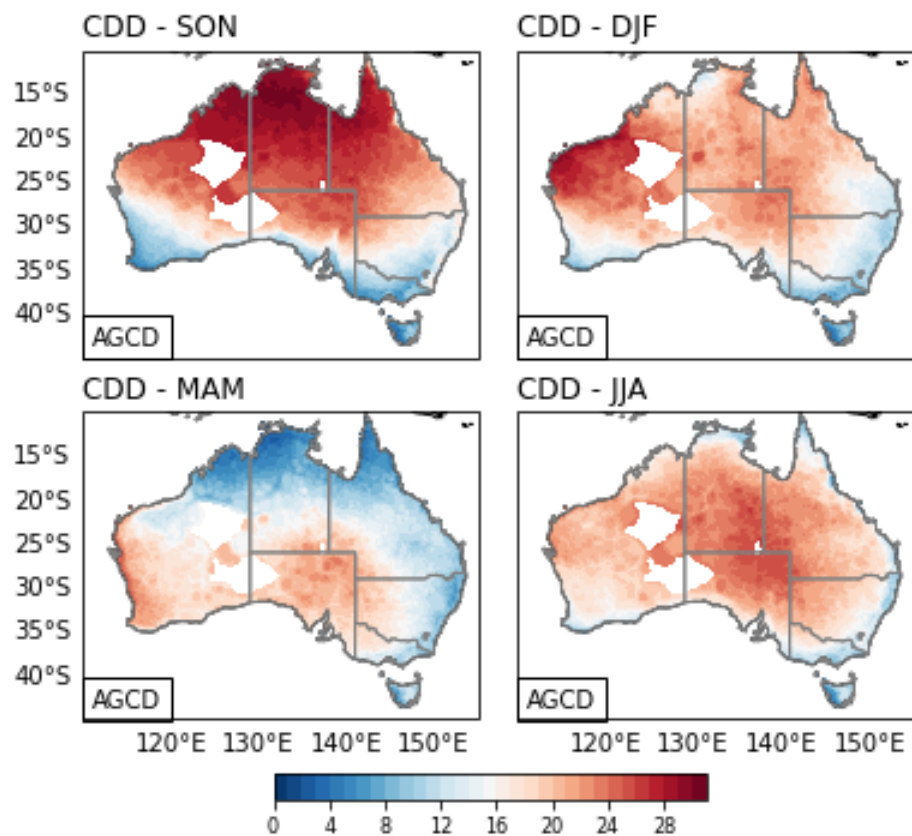 CDD - SON
CDD - DJF
15°S
20°S
25°S
30°S
35°S
40°S
AGCD
AGCD
CDD - MAM
CDD - JJA
15°S
20°S
25°S
30°S
35°S
40°S
AGCD
AGCD
120°E 130°E 140°E 150°E
120°E 130°E 140°E 150°E
0 4 8 12 16 20 24 28